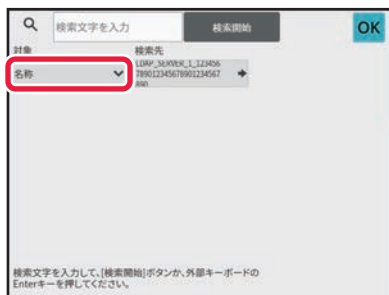 検索文字を入力
検索開始
OK
対象
検索先
名称
LDAP_SERVER_1_123456
789012345678901234567
890
検索文字を入力して、[検索開始]ボタンか、外部キーボードの
Enterキーを押してください。